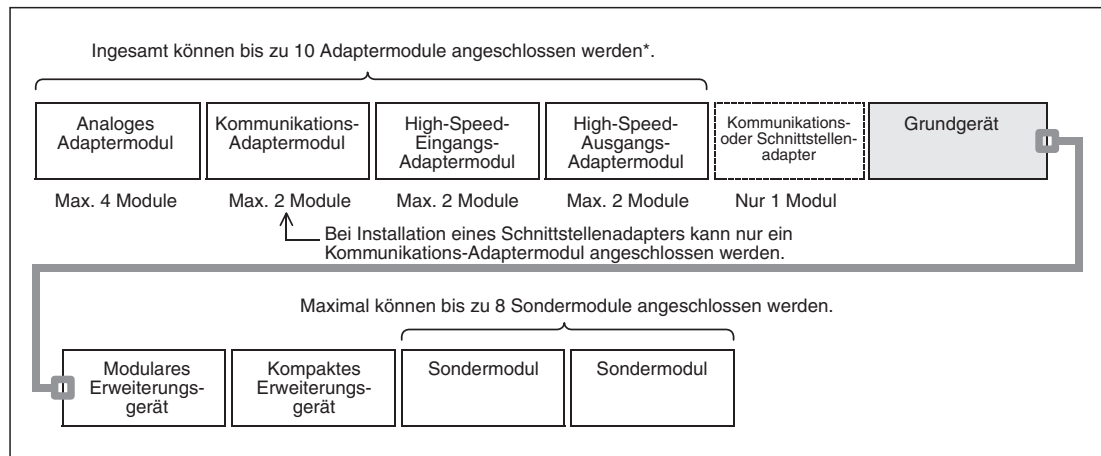 Ingesamt können bis zu 10 Adaptermodule angeschlossen werden*.
Analoges
Adaptermodul
Kommunikations-
Adaptermodul
High-Speed-
Eingangs-
Adaptermodul
High-Speed-
Ausgangs-
Adaptermodul
Kommunikations-
oder Schnittstellen-
adapter
Grundgerät
Max. 4 Module
Max. 2 Module
Max. 2 Module
Max. 2 Module
Nur 1 Modul
Bei Installation eines Schnittstellenadapters kann nur ein
Kommunikations-Adaptermodul angeschlossen werden.
Maximal können bis zu 8 Sondermodule angeschlossen werden.
Modulares
Erweiterungs-
gerät
Kompaktes
Erweiterungs-
gerät
Sondermodul
Sondermodul